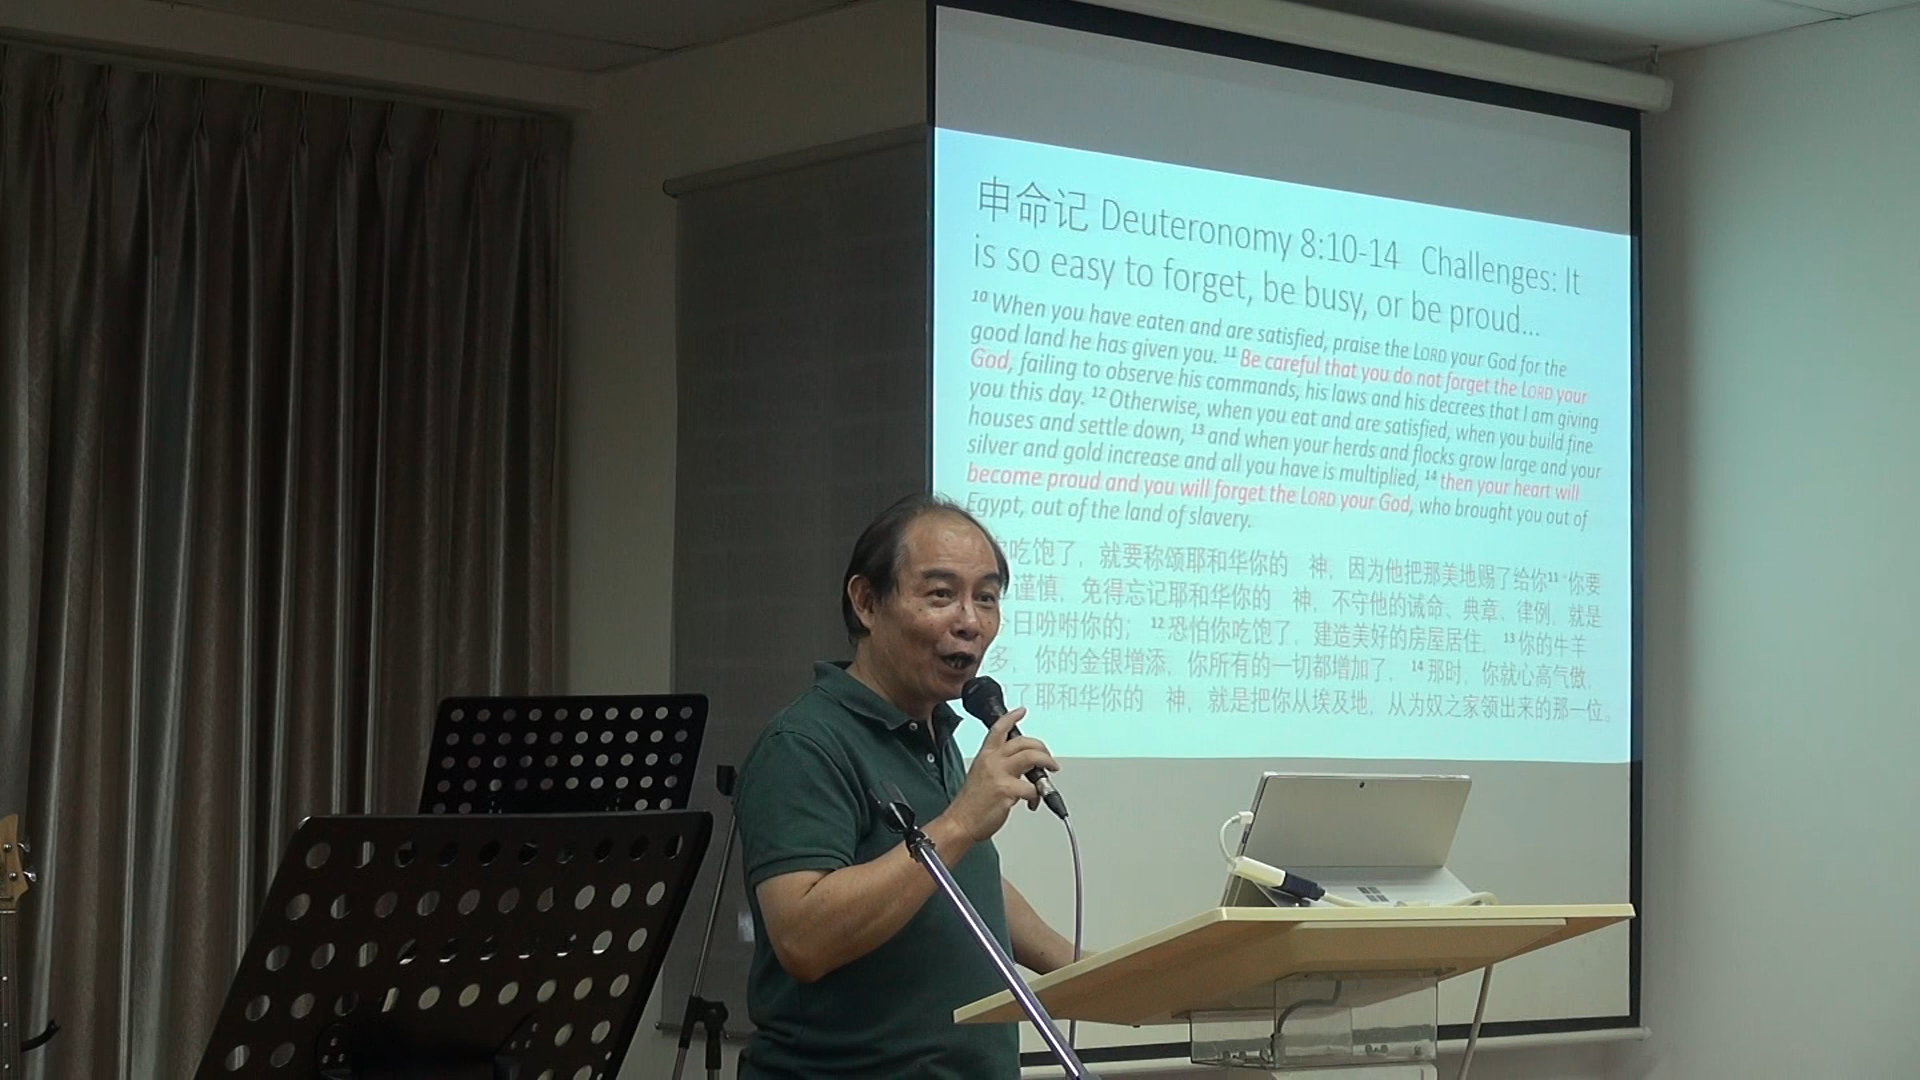 申命记 Deuteronomy 8:10-14 Challenges: It
is so easy to forget, be busy, or be proud...
10 When you have eaten and are satisfied, praise the LORD your God for the
good land he has given you. 11 Be careful that you do not forget the LORD your
God, failing to observe his commands, his laws and his decrees that I am giving
you this day. 12 Otherwise, when you eat and are satisfied, when you build fine
houses and settle down, 13 and when your herds and flocks grow large and your
silver and gold increase and all you have is multiplied, 14 then your heart will
become proud and you will forget the LORD your God, who brought you out of
Egypt, out of the land of slavery.
吃饱了，就要称颂耶和华你的 神，因为他把那美地赐了给你11 “你要
谨慎，免得忘记耶和华你的 神，不守他的诫命、典章、律例，就是
今日吩咐你的；12 恐怕你吃饱了，建造美好的房屋居住，13 你的牛羊
多，你的金银增添，你所有的一切都增加了，14 那时，你就心高气傲，
了耶和华你的 神，就是把你从埃及地，从为奴之家领出来的那一位。